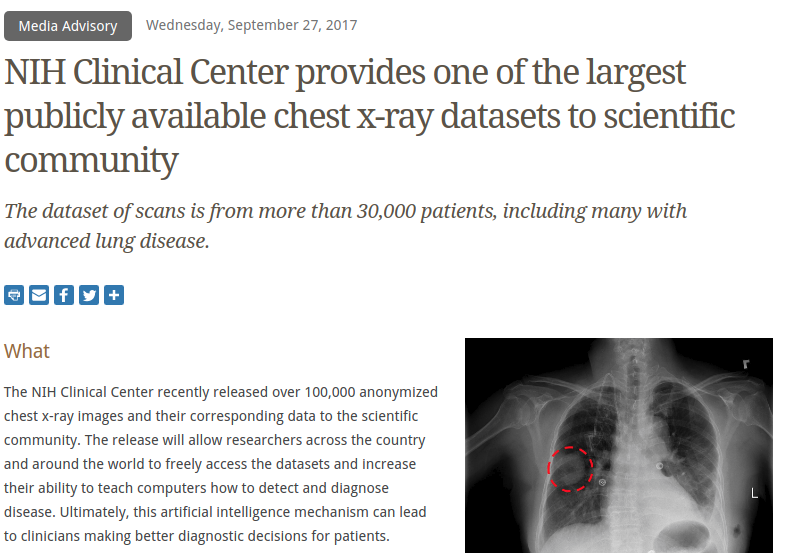 Media Advisory Wednesday, September 27, 2017
NIH Clinical Center provides one of the largest
publicly available chest x-ray datasets to scientific
community
The dataset of scans is from more than 30,000 patients, including many with
advanced lung disease.
What
The NIH Clinical Center recently released over 100,000 anonymized
chest x-ray images and their corresponding data to the scientific
community. The release will allow researchers across the country
and around the world to freely access the datasets and increase
their ability to teach computers how to detect and diagnose
disease. Ultimately, this artificial intelligence mechanism can lead
to clinicians making better diagnostic decisions for patients.
L